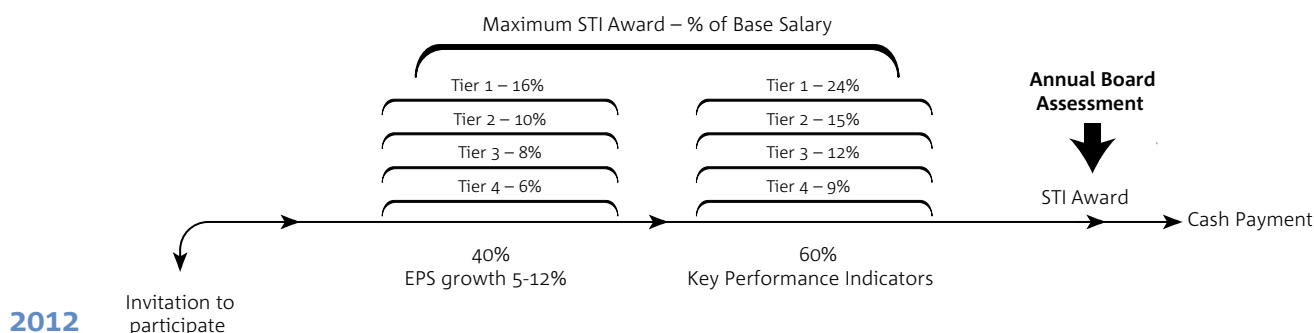 Maximum STI Award – % of Base Salary
Tier 1 – 16%
Tier 2 – 10%
Tier 3 – 8%
Tier 4 – 6%
Tier 1 – 24%
Tier 2 – 15%
Tier 3 – 12%
Tier 4 – 9%
Annual Board
Assessment
STI Award
Cash Payment
40%
EPS growth 5-12%
60%
Key Performance Indicators
Invitation to
participate
2012